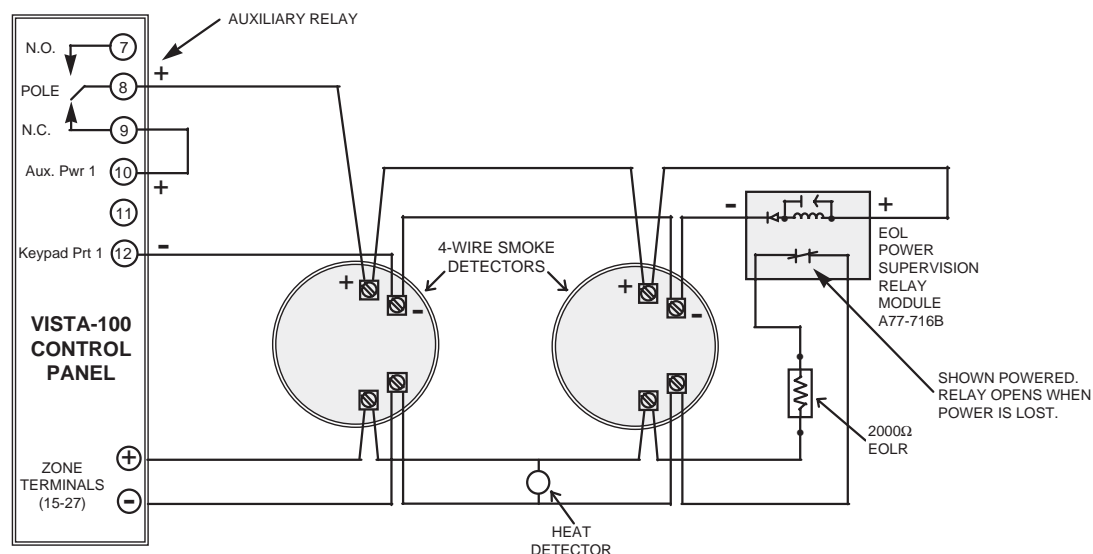 AUXILIARY RELAY
N.O.
7
+
POLE
8
N.C.
9
Aux. Pwr 1
10
+
11
Keypad Prt 1
12
-
VISTA-100
CONTROL
PANEL
ZONE
TERMINALS
(15-27)
+
-
4-WIRE SMOKE
DETECTORS
+
-
+
-
-
+
EOL
POWER
SUPERVISION
RELAY
MODULE
A77-716B
SHOWN POWERED.
RELAY OPENS WHEN
POWER IS LOST.
2000Ω
EOLR
HEAT
DETECTOR